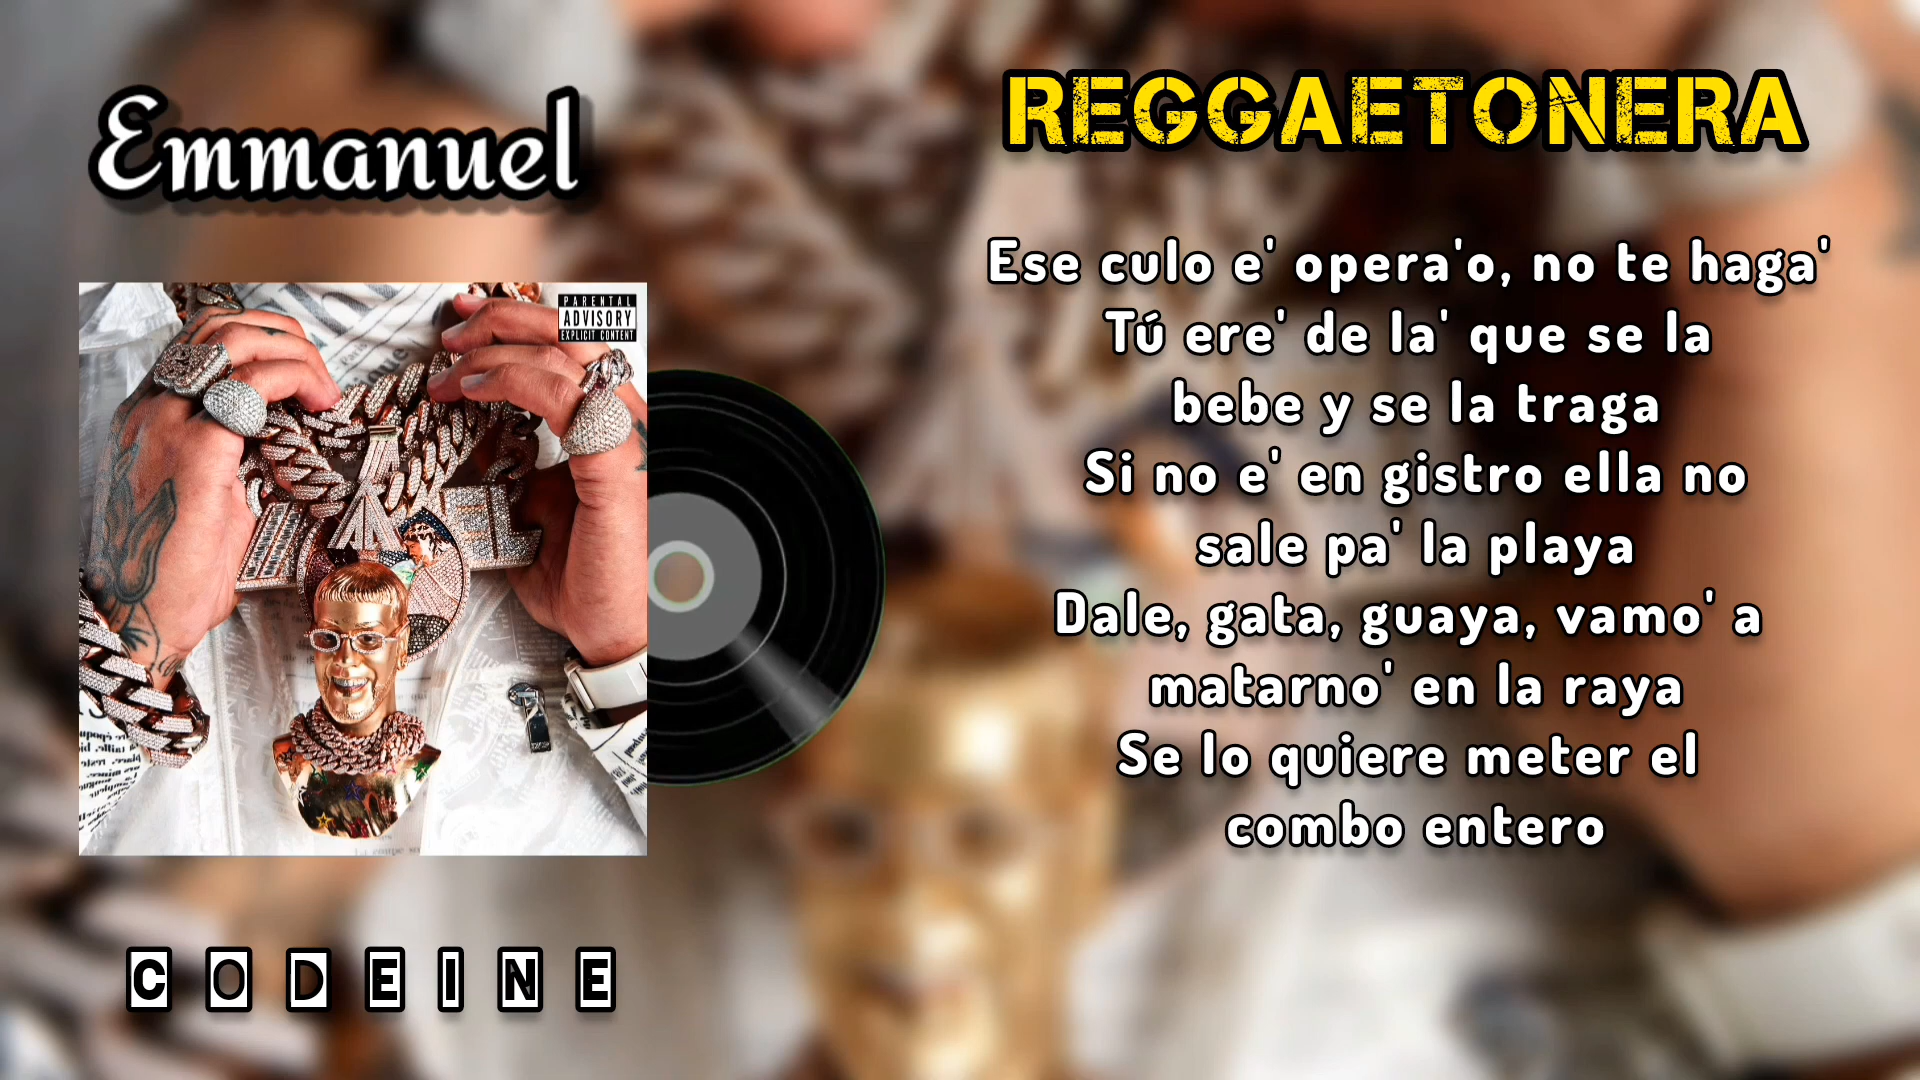 Emmanuel
REGGAETONERA
PARENTAL
ADVISORY
EXPLICIT CONTENT
Ese culo e' opera'o, no te haga'
Tú ere' de la' que se la
bebe y se la traga
Si no e' en gistro ella no
sale pa' la playa
Dale, gata, guaya, vamo' a
matarno' en la raya
Se lo quiere meter el
combo entero
CODEINE